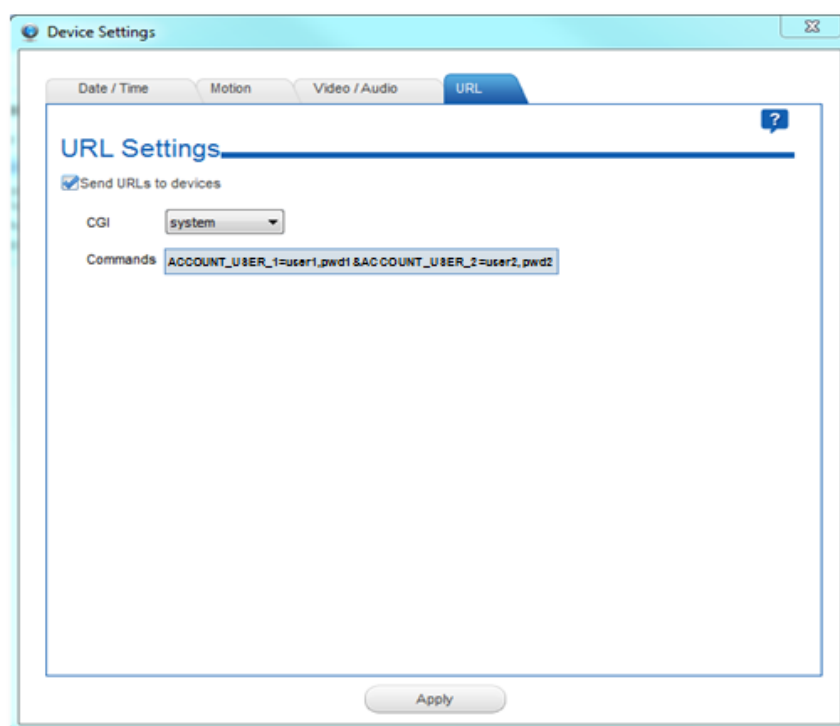 Device Settings
Date / Time Motion Video / Audio URL
?
URL Settings
Send URLs to devices
CGI system
Commands ACCOUNT_USER_1=user1,pwd1&ACCOUNT_USER_2=user2,pwd2
Apply